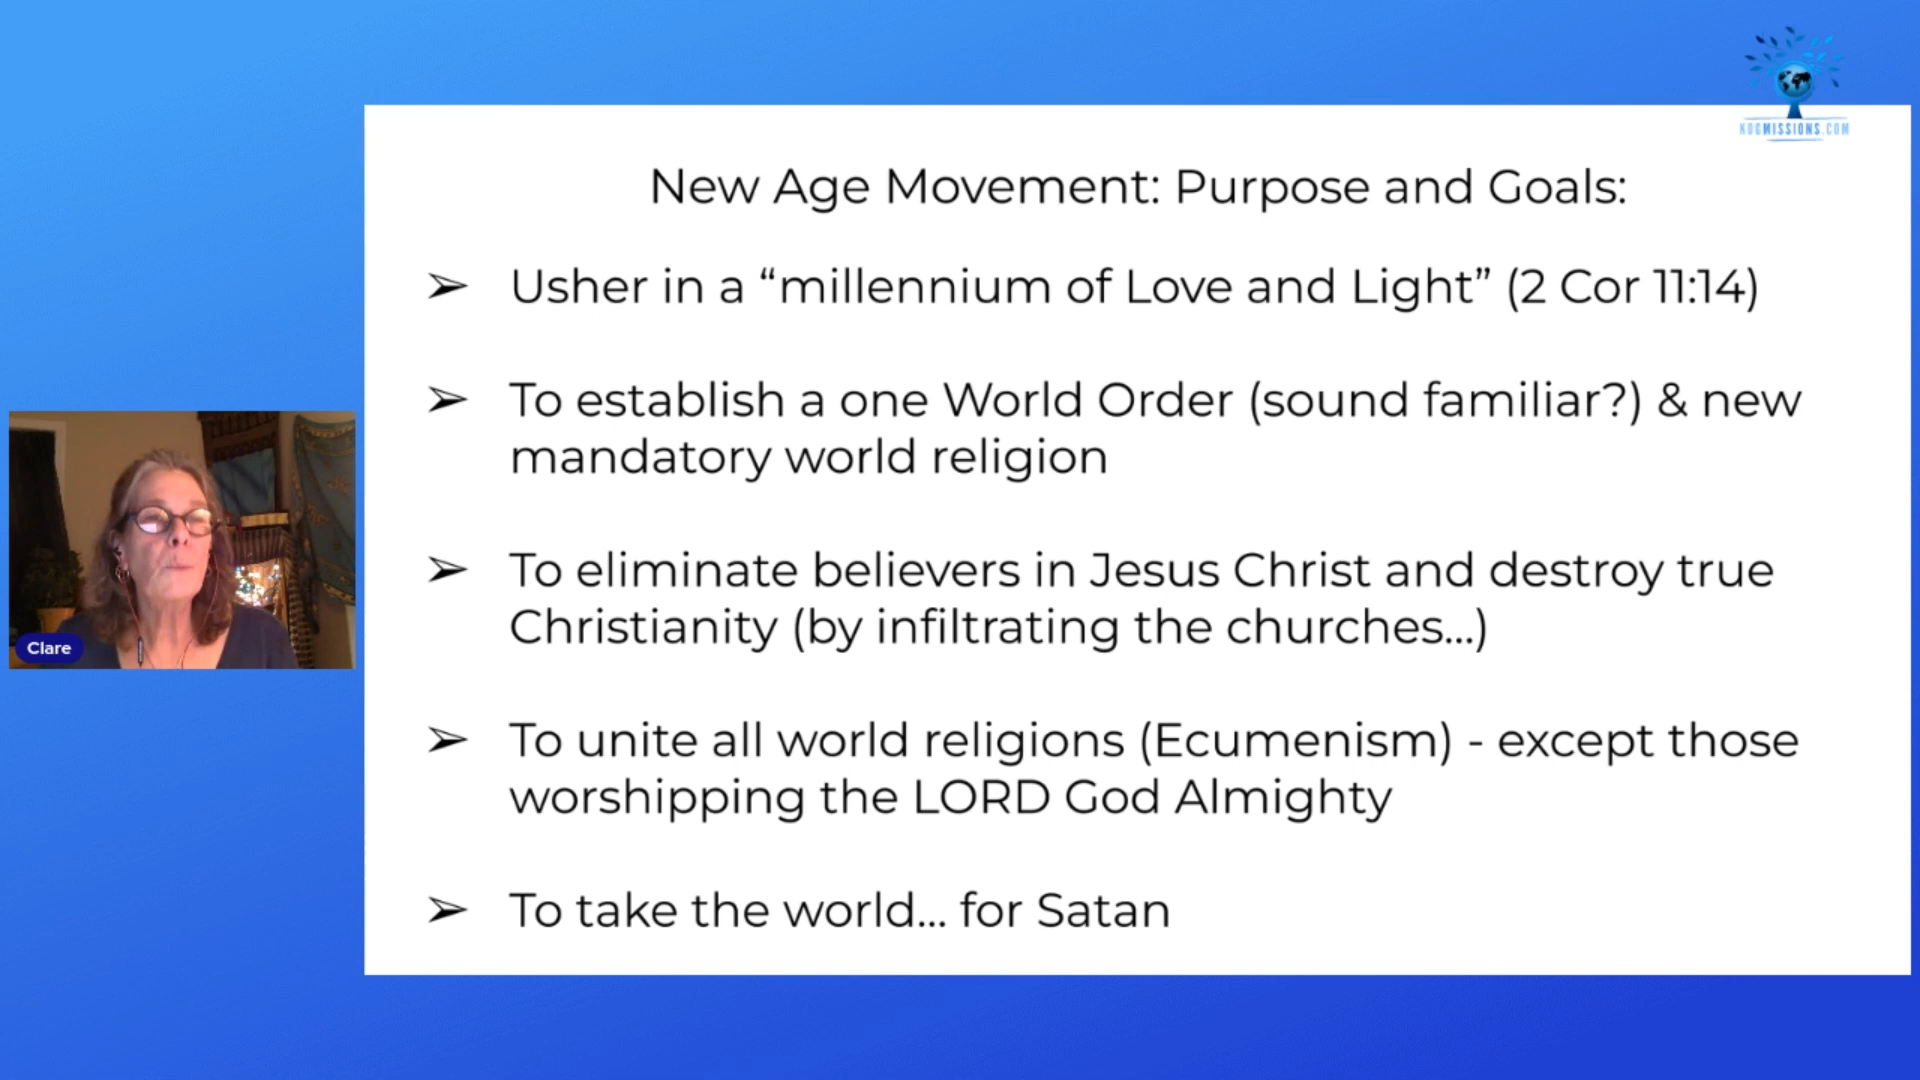 KOGMISSIONS.COM
New Age Movement: Purpose and Goals:
➢ Usher in a “millennium of Love and Light” (2 Cor 11:14)
➢ To establish a one World Order (sound familiar?) & new
mandatory world religion
➢ To eliminate believers in Jesus Christ and destroy true
Christianity (by infiltrating the churches...)
➢ To unite all world religions (Ecumenism) - except those
worshipping the LORD God Almighty
➢ To take the world... for Satan
Clare